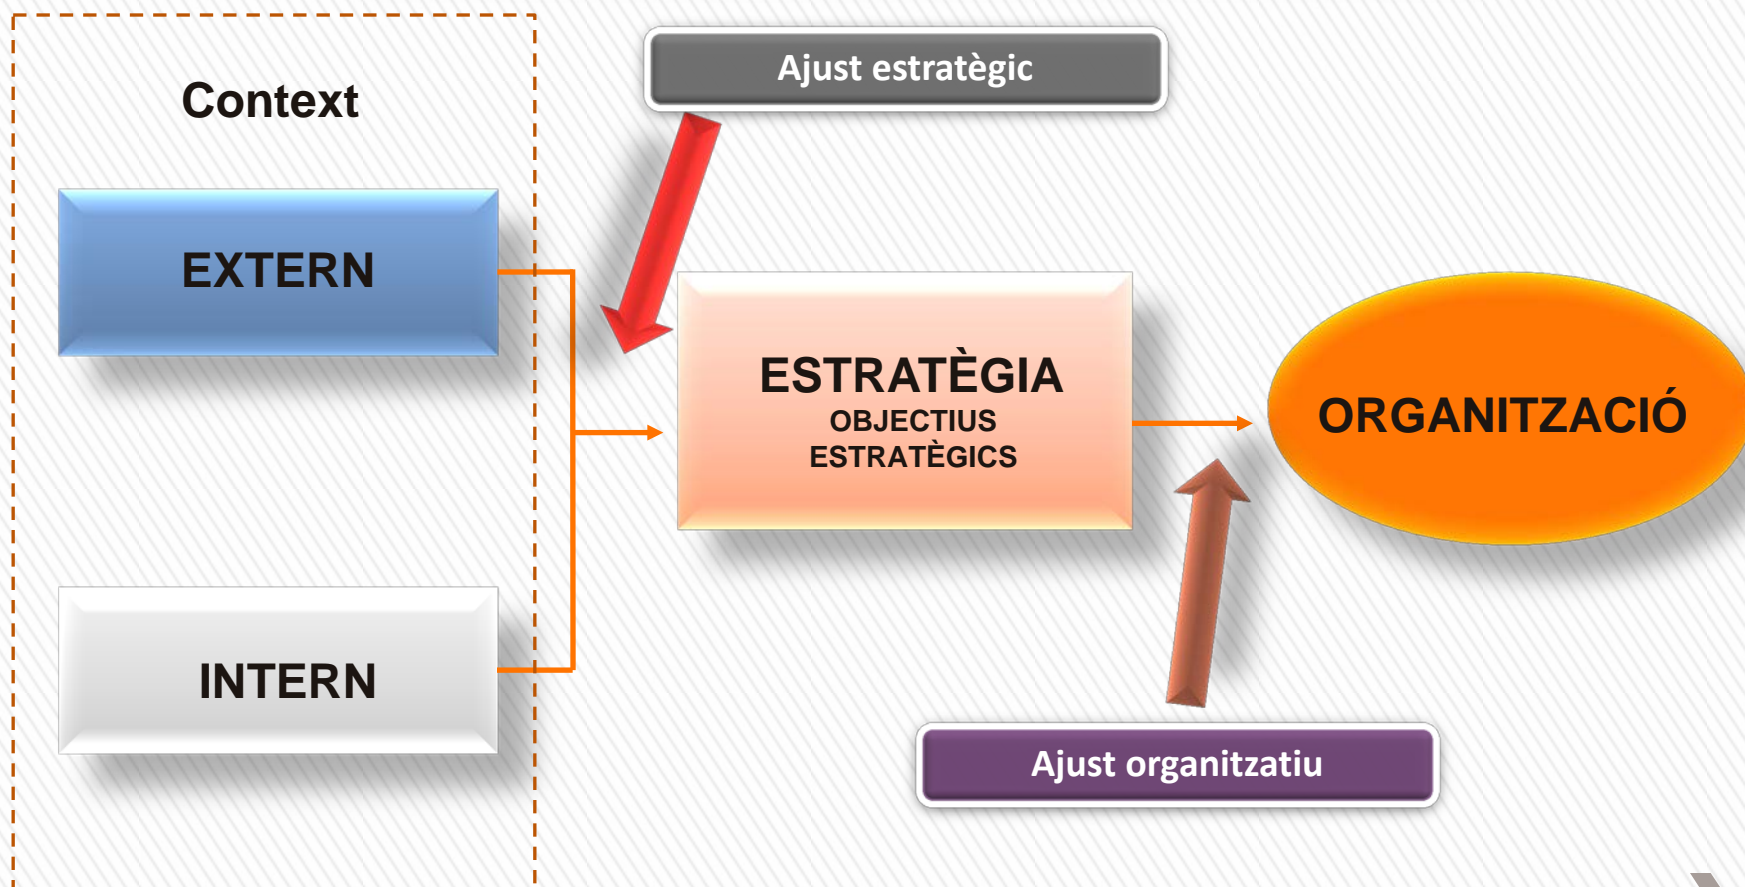 Ajust estratègic
Context
EXTERN
ESTRATÈGIA
OBJECTIUS
ESTRATÈGICS
ORGANITZACIÓ
INTERN
Ajust organitzatiu